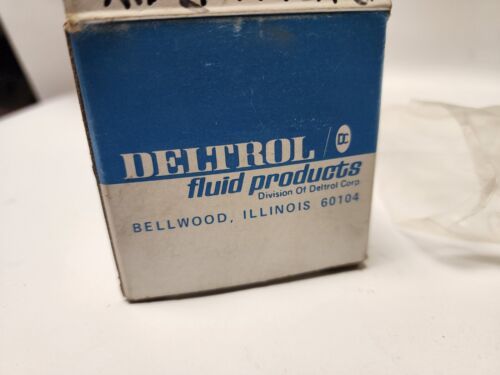 DELTROL / DC
fluid products
Division Of Deltrol Corp.
BELLWOOD, ILLINOIS 60104